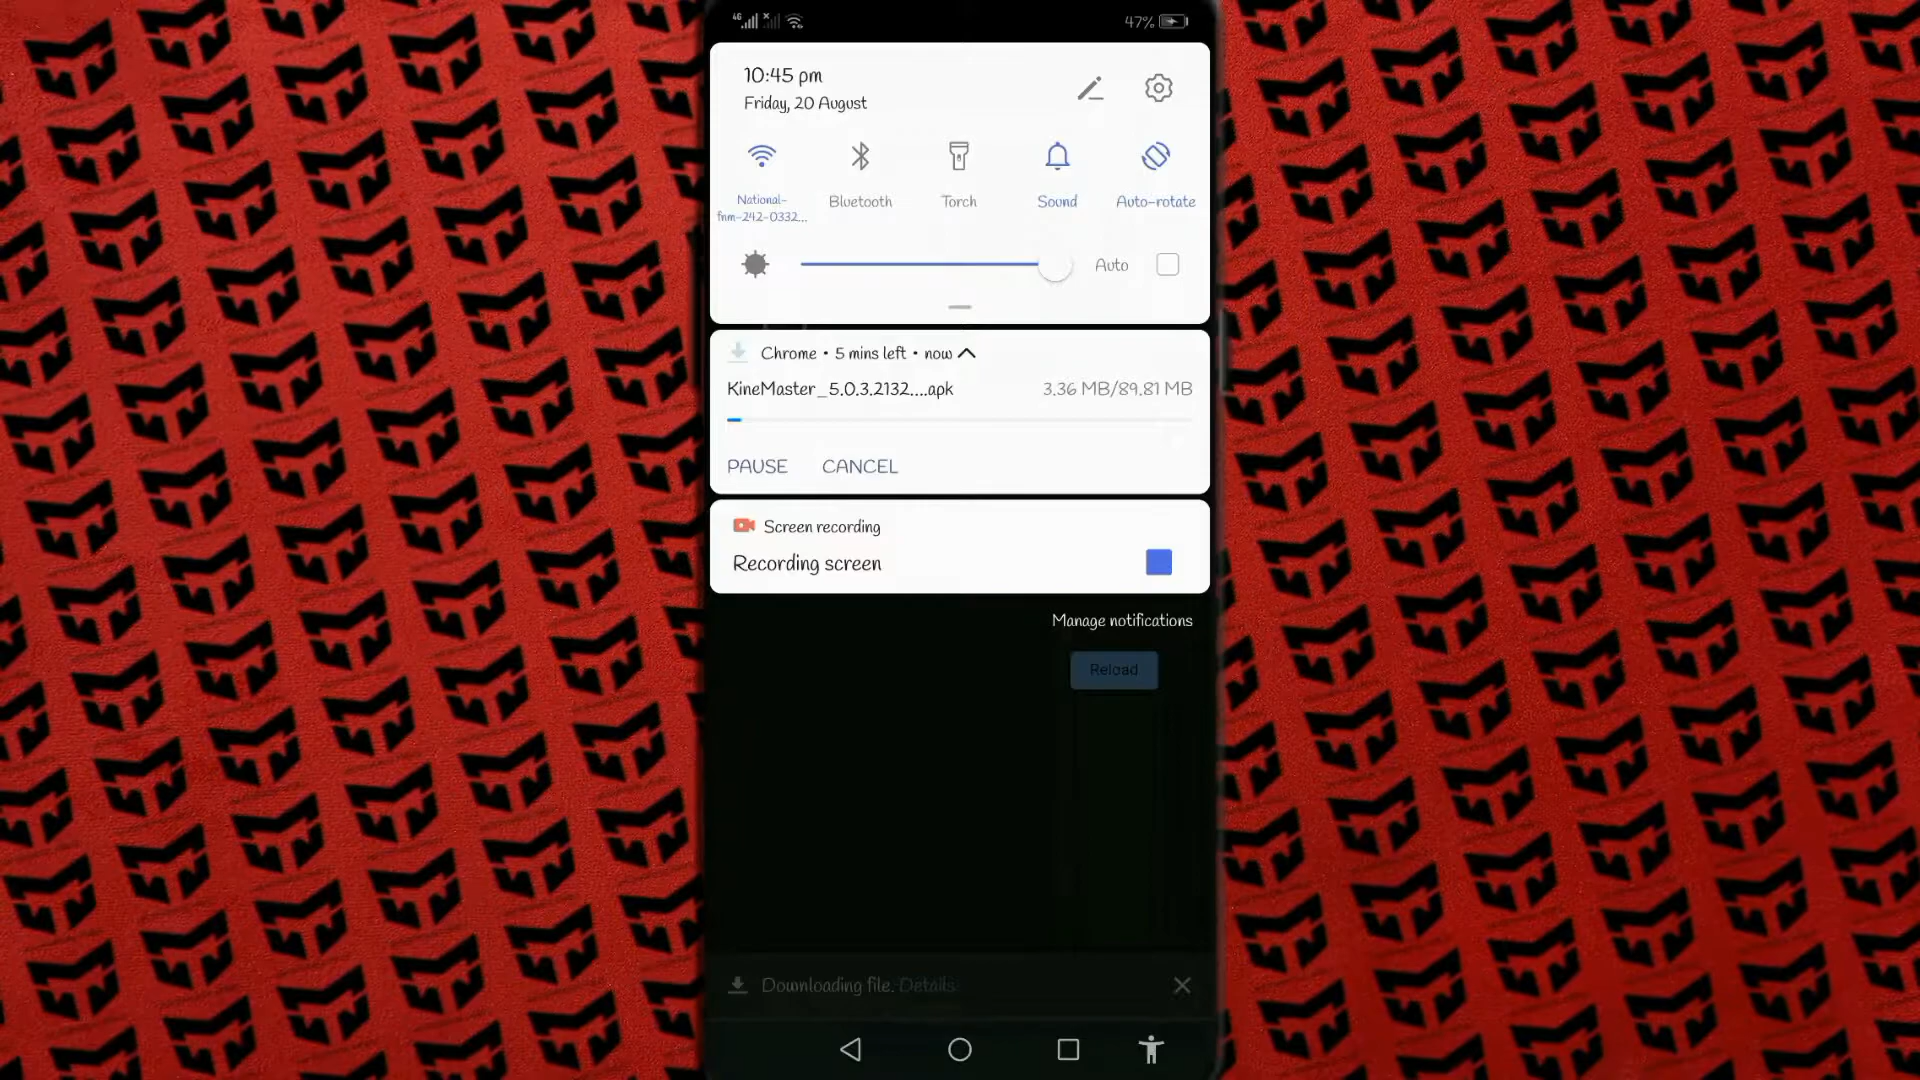 4G
47%
10:45 pm
Friday, 20 August
National-
fnm-242-0332...
Bluetooth
Torch
Sound
Auto-rotate
Auto
Chrome • 5 mins left • now
KineMaster_5.0.3.2132....apk
3.36 MB/89.81 MB
PAUSE
CANCEL
Screen recording
Recording screen
Manage notifications
Reload
Downloading file. Details